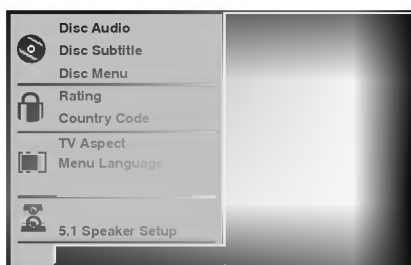 Disc Audio
Disc Subtitle
Disc Menu
Rating
Country Code
TV Aspect
Menu Language
5.1 Speaker Setup